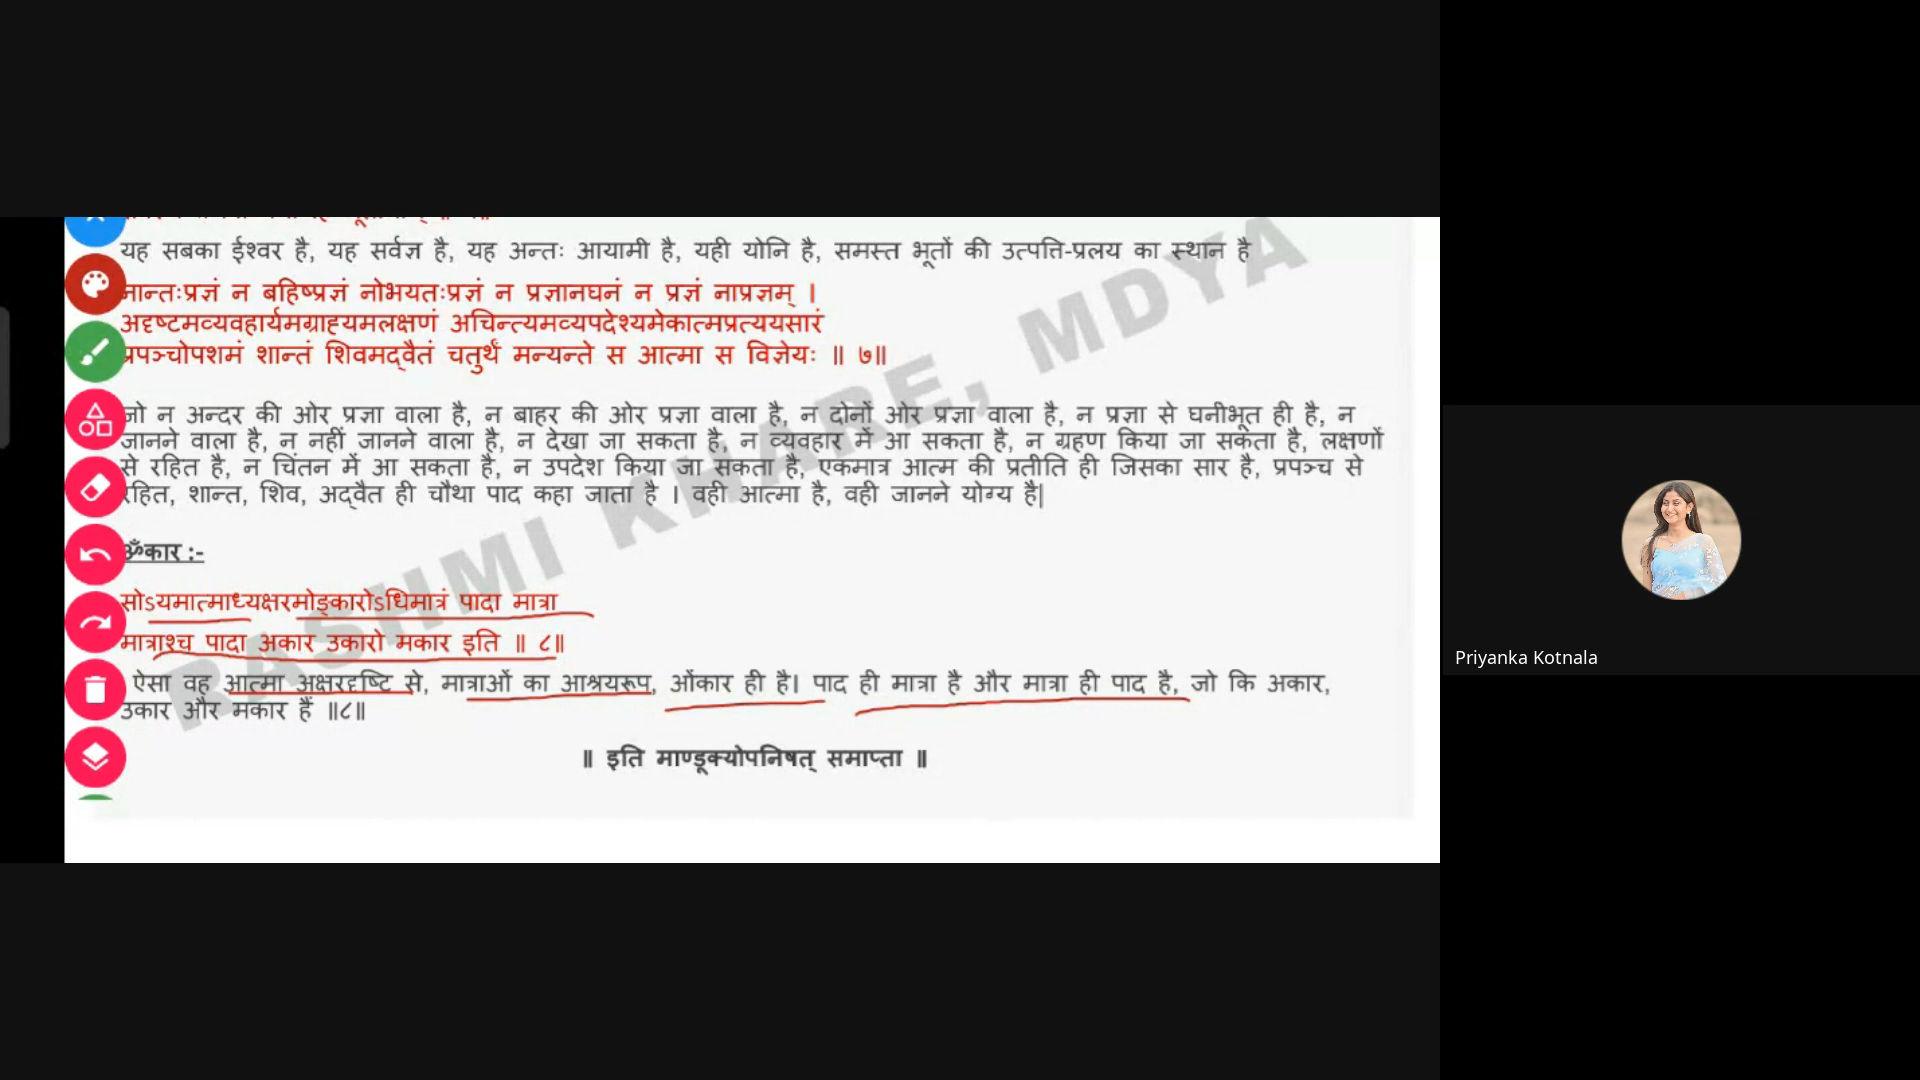 यह सबका ईश्वर है, यह सर्वज्ञ है, यह अन्तः आयामी है, यही योनि है, समस्त भूतों की उत्पत्ति-प्रलय का स्थान है
नान्तःप्रज्ञं न बहिष्प्रज्ञं नोभयतःप्रज्ञं न प्रज्ञानघनं न प्रज्ञं नाप्रज्ञम् ।
अदृष्टमव्यवहार्यमग्राह्यमलक्षणं अचिन्त्यमव्यपदेश्यमेकात्मप्रत्ययसारं
प्रपञ्चोपशमं शान्तं शिवमद्वैतं चतुर्थं मन्यन्ते स आत्मा स विज्ञेयः ॥ ७॥
जो न अन्दर की ओर प्रज्ञा वाला है, न बाहर की ओर प्रज्ञा वाला है, न दोनों ओर प्रज्ञा वाला है, न प्रज्ञा से घनीभूत ही है, न
जानने वाला है, न नहीं जानने वाला है, न देखा जा सकता है, न व्यवहार में आ सकता है, न ग्रहण किया जा सकता है, लक्षणों
से रहित है, न चिंतन में आ सकता है, न उपदेश किया जा सकता है, एकमात्र आत्म की प्रतीति ही जिसका सार है, प्रपञ्च से
रहित, शान्त, शिव, अद्वैत ही चौथा पाद कहा जाता है । वही आत्मा है, वही जानने योग्य है|
ॐकार :-
सोऽयमात्माध्यक्षरमोङ्कारोऽधिमात्रं पादा मात्रा
मात्राश्च पादा अकार उकारो मकार इति ॥ ८॥
ऐसा वह आत्मा अक्षरदृष्टि से, मात्राओं का आश्रयरूप, ओंकार ही है। पाद ही मात्रा है और मात्रा ही पाद है, जो कि अकार,
उकार और मकार हैं ॥८॥
॥ इति माण्डूक्योपनिषत् समाप्ता ॥
RASHMI KHARE, MDYA
Priyanka Kotnala